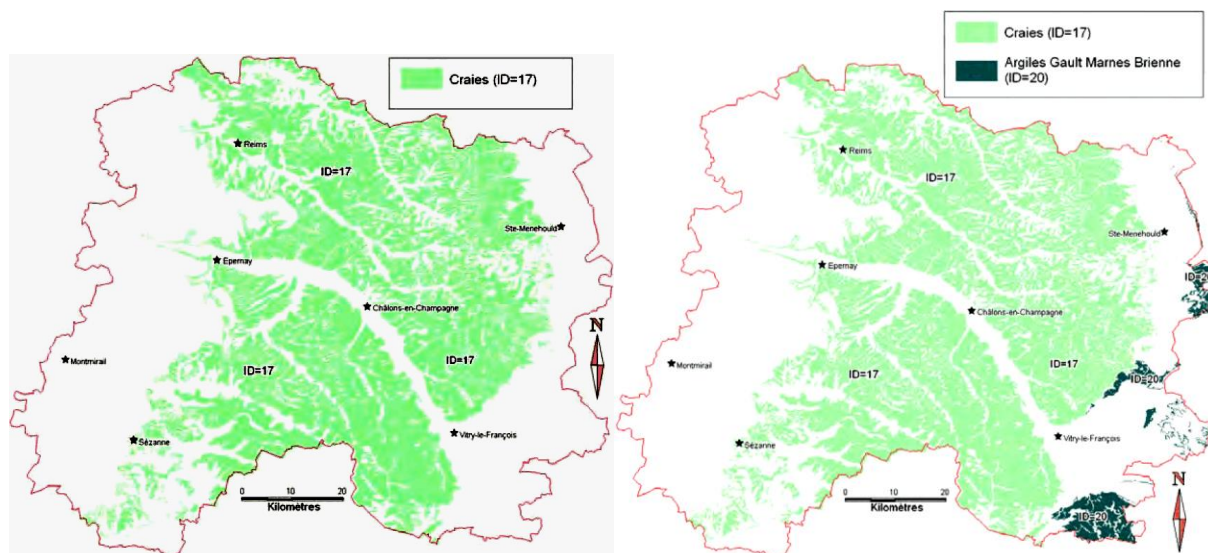 Craies (ID=17)
Reims
ID=17
Ste-Menehould
Epernay
Châlons-en-Champagne
N
Montmirail
ID=17
ID=17
Sézanne
Vitry-le-François
0 10 20
Kilomètres
Craies (ID=17)
Argiles Gault Marnes Brienne
(ID=20)
Reims
ID=17
Ste-Menehould
ID=20
Epernay
Châlons-en-Champagne
Montmirail
ID=17
ID=17
ID=20
Sézanne
Vitry-le-François
N
0 10 20
Kilomètres
ID=20